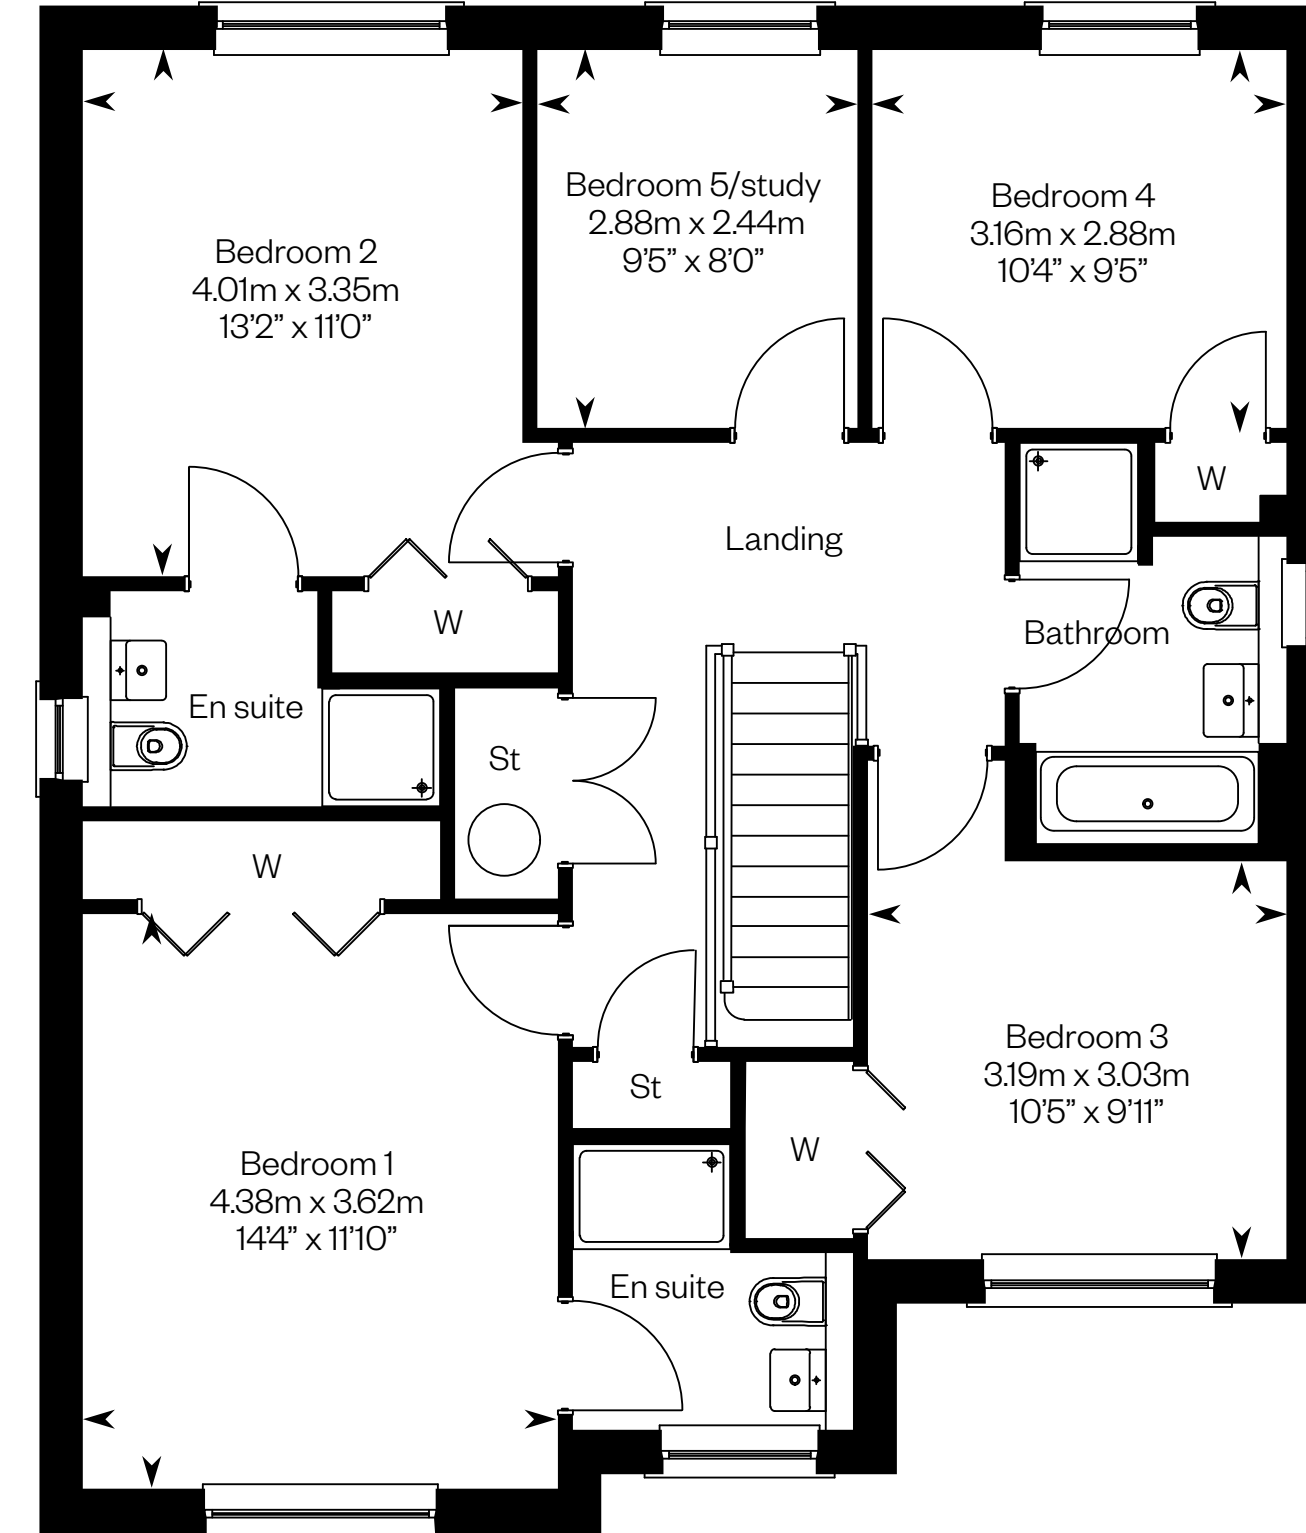 Bedroom 2
4.01m x 3.35m
13’2” x 11’0”
Bedroom 5/study
2.88m x 2.44m
9’5” x 8’0”
Bedroom 4
3.16m x 2.88m
10’4” x 9’5”
W
Landing
W
Bathroom
En suite
St
W
Bedroom 3
3.19m x 3.03m
10’5” x 9’11”
St
W
Bedroom 1
4.38m x 3.62m
14’4” x 11’10”
En suite